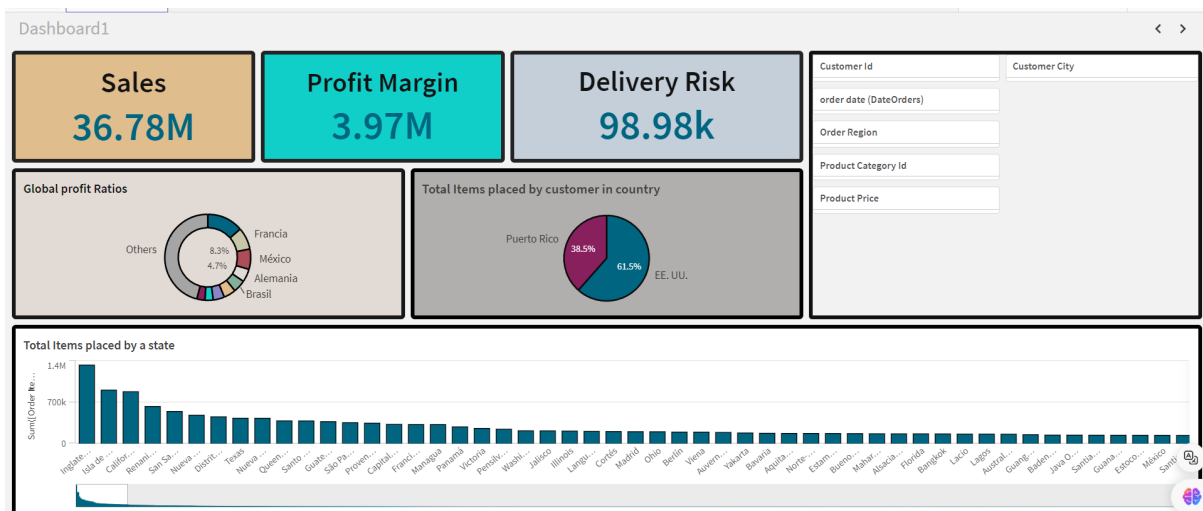 Dashboard1
Sales
36.78M
Profit Margin
3.97M
Delivery Risk
98.98k
Customer Id
Customer City
order date (DateOrders)
Order Region
Product Category Id
Product Price
Global profit Ratios
Others
8.3%
4.7%
Francia
México
Alemania
Brasil
Total Items placed by customer in country
Puerto Rico
38.5%
61.5%
EE. UU.
Total Items placed by a state
Sum([Order Ite...
1.4M
700k
0
Inglate...
Isla de ...
Califor...
Renani...
San Sa...
Nueva ...
Distrit...
Texas
Nueva ...
Queen...
Santo ...
Guate...
São Pa...
Proven...
Capital...
Franci...
Managua
Panamá
Victoria
Pensilv...
Washi...
Jalisco
Illinois
Langu...
Cortés
Madrid
Ohio
Berlín
Viena
Auvern...
Yakarta
Bavaria
Aquita...
Norte-...
Estam...
Bueno...
Mahar...
Alsacia...
Florida
Bangkok
Lacio
Lagos
Austral...
Guang...
Baden...
Java O...
Santia...
Guana...
Estoco...
México